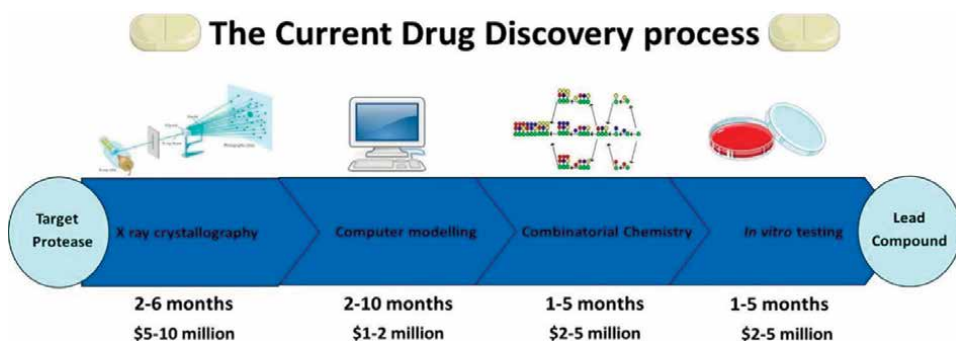 The Current Drug Discovery process
Target
Protease
X ray crystallography
Computer modelling
Combinatorial Chemistry
In vitro testing
Lead
Compound
2-6 months
2-10 months
1-5 months
1-5 months
$5-10 million
$1-2 million
$2-5 million
$2-5 million